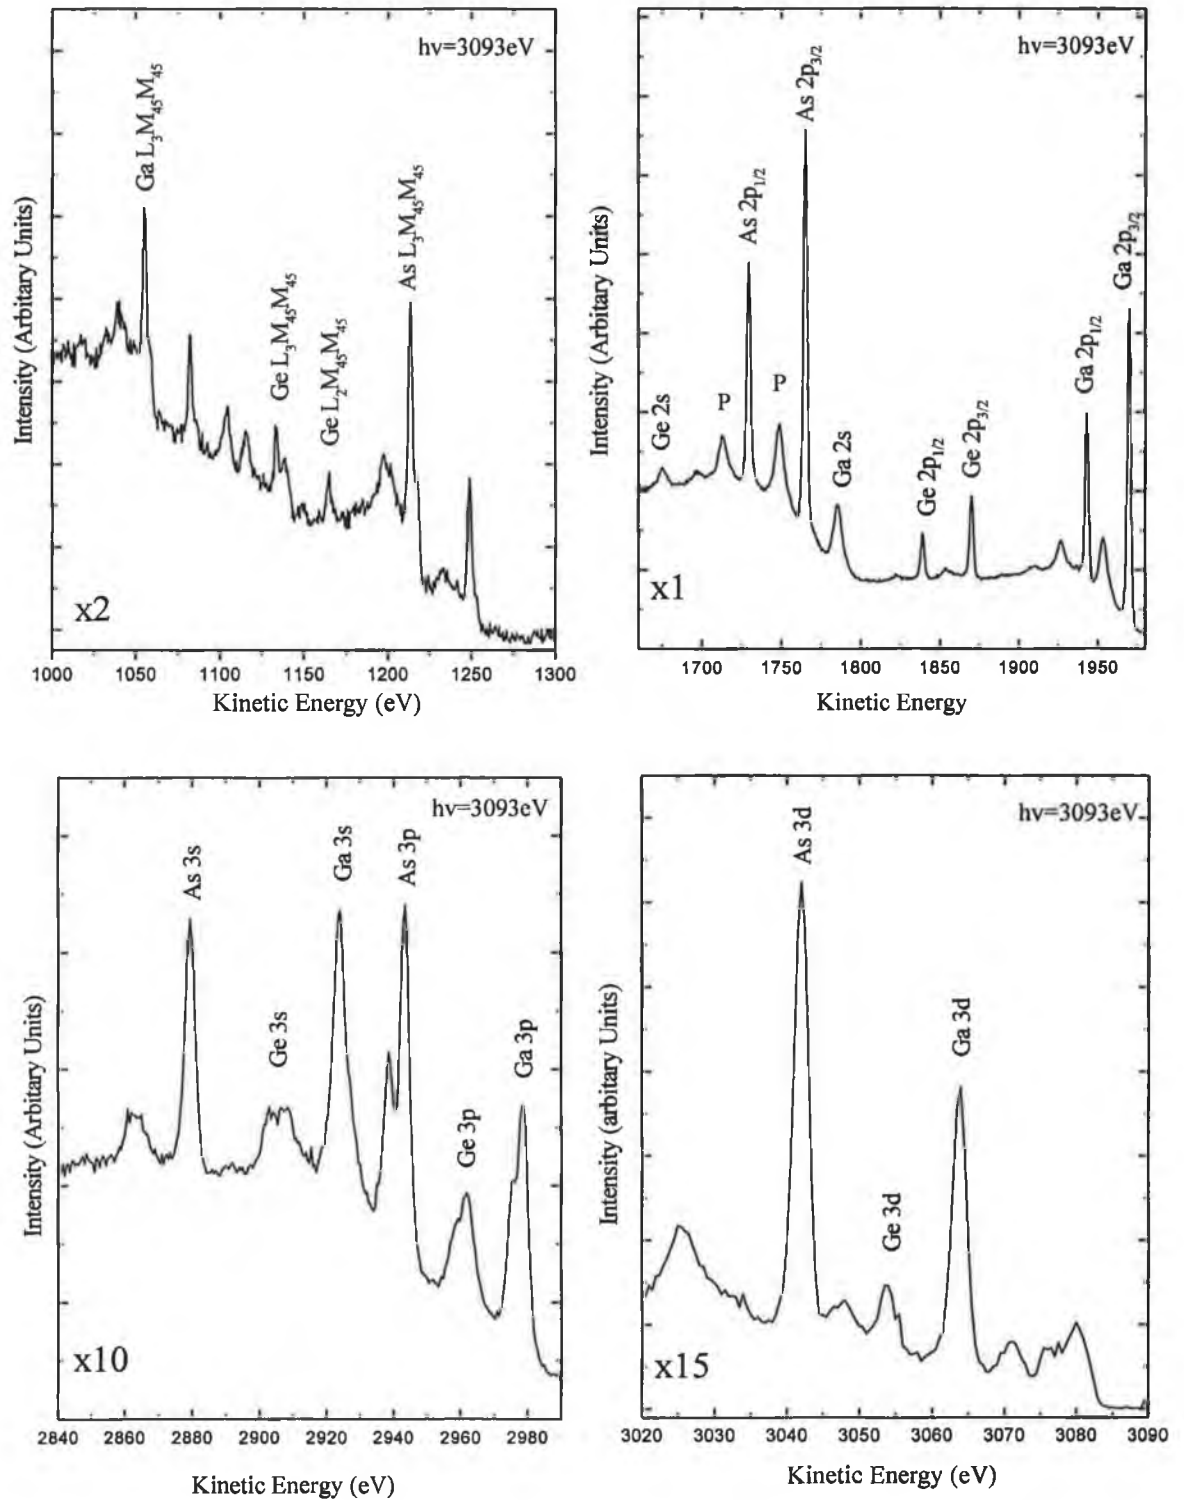 hν=3093eV
Ga L3M45M45
Ge L3M45M45
Ge L2M45M45
As L3M45M45
Intensity (Arbitary Units)
x2
1000 1050 1100 1150 1200 1250 1300
Kinetic Energy (eV)
hν=3093eV
Ge 2s
P
As 2p1/2
P
As 2p3/2
Ga 2s
Ge 2p1/2
Ge 2p3/2
Ga 2p1/2
Ga 2p3/2
Intensity (Arbitary Units)
x1
1700 1750 1800 1850 1900 1950
Kinetic Energy
hν=3093eV
As 3s
Ge 3s
Ga 3s
As 3p
Ge 3p
Ga 3p
Intensity (Arbitary Units)
x10
2840 2860 2880 2900 2920 2940 2960 2980
Kinetic Energy (eV)
hν=3093eV
As 3d
Ge 3d
Ga 3d
Intensity (arbitary Units)
x15
3020 3030 3040 3050 3060 3070 3080 3090
Kinetic Energy (eV)